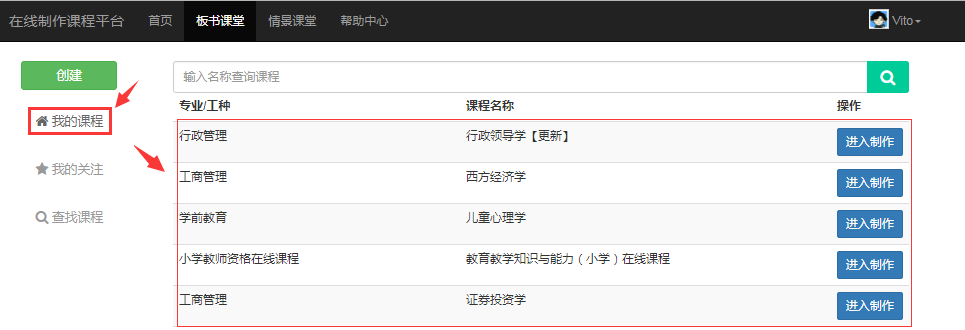 在线制作课程平台 首页 板书课堂 情景课堂 帮助中心 Vito
创建 输入名称查询课程
专业/工种 课程名称 操作
我的课程
行政管理 行政领导学【更新】 进入制作
我的关注
工商管理 西方经济学 进入制作
查找课程
学前教育 儿童心理学 进入制作
小学教师资格在线课程 教育教学知识与能力（小学）在线课程 进入制作
工商管理 证券投资学 进入制作